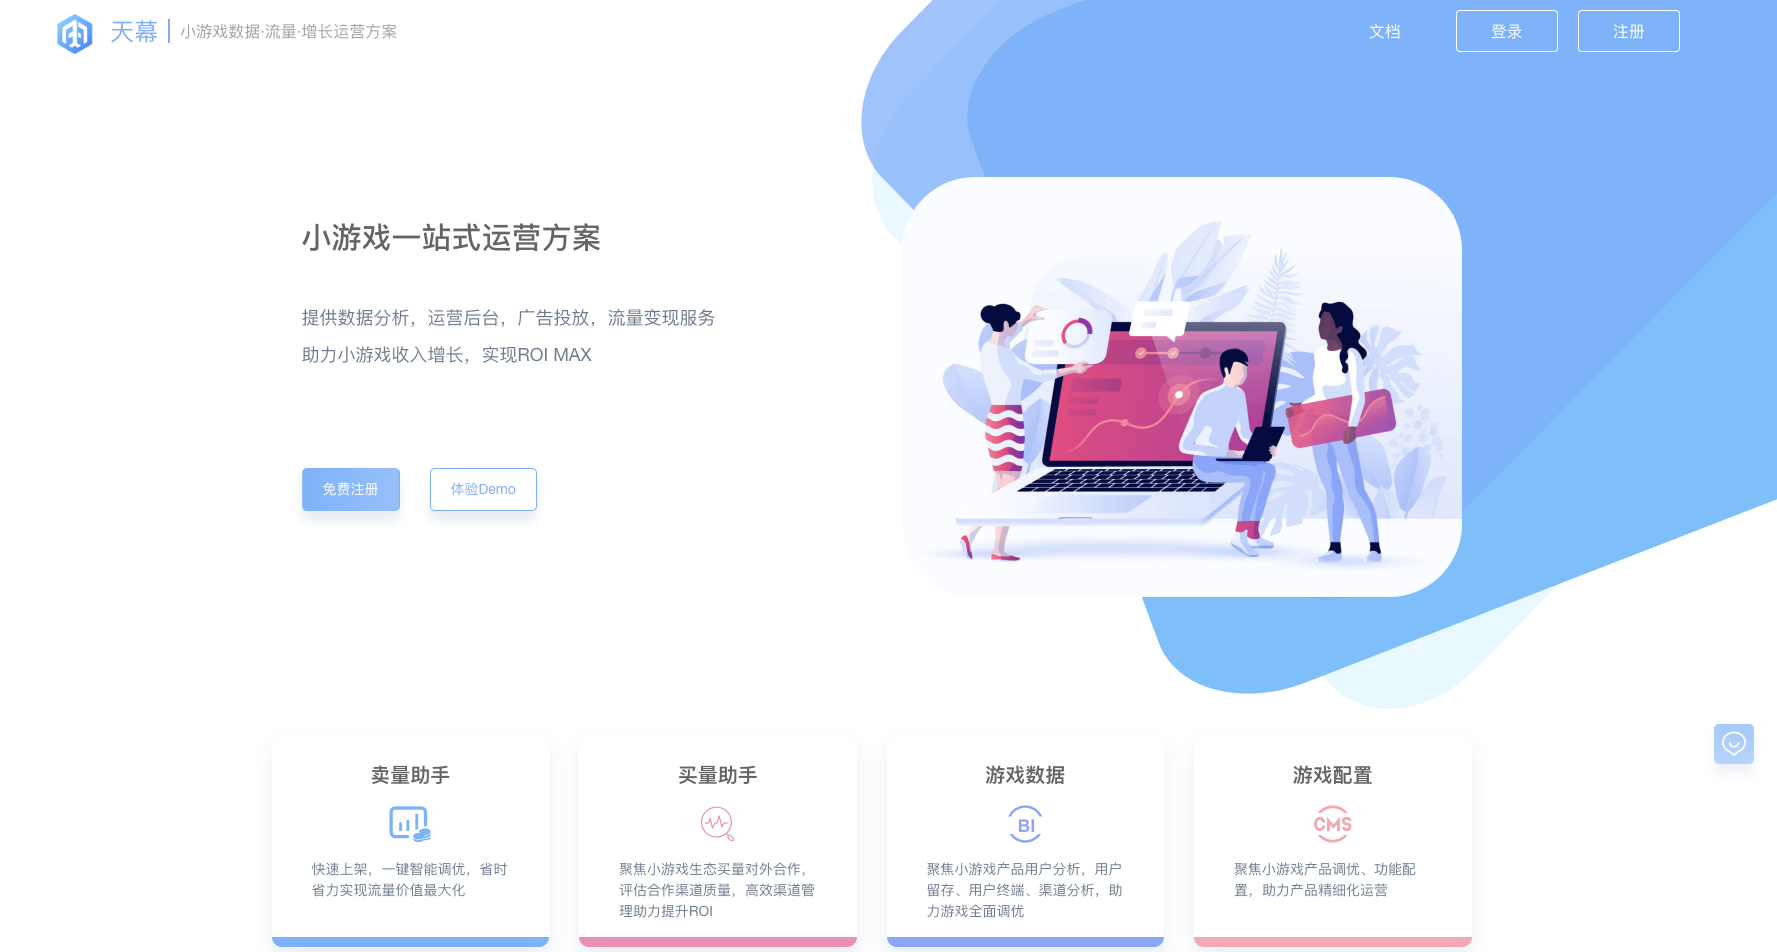 天幕
小游戏数据·流量·增长运营方案
文档
登录
注册
小游戏一站式运营方案
提供数据分析，运营后台，广告投放，流量变现服务
助力小游戏收入增长，实现ROI MAX
免费注册
体验Demo
卖量助手
快速上架，一键智能调优，省时
省力实现流量价值最大化
买量助手
聚焦小游戏生态买量对外合作，
评估合作渠道质量，高效渠道管
理助力提升ROI
游戏数据
BI
聚焦小游戏产品用户分析，用户
留存、用户终端、渠道分析，助
力游戏全面调优
游戏配置
CMS
聚焦小游戏产品调优、功能配
置，助力产品精细化运营